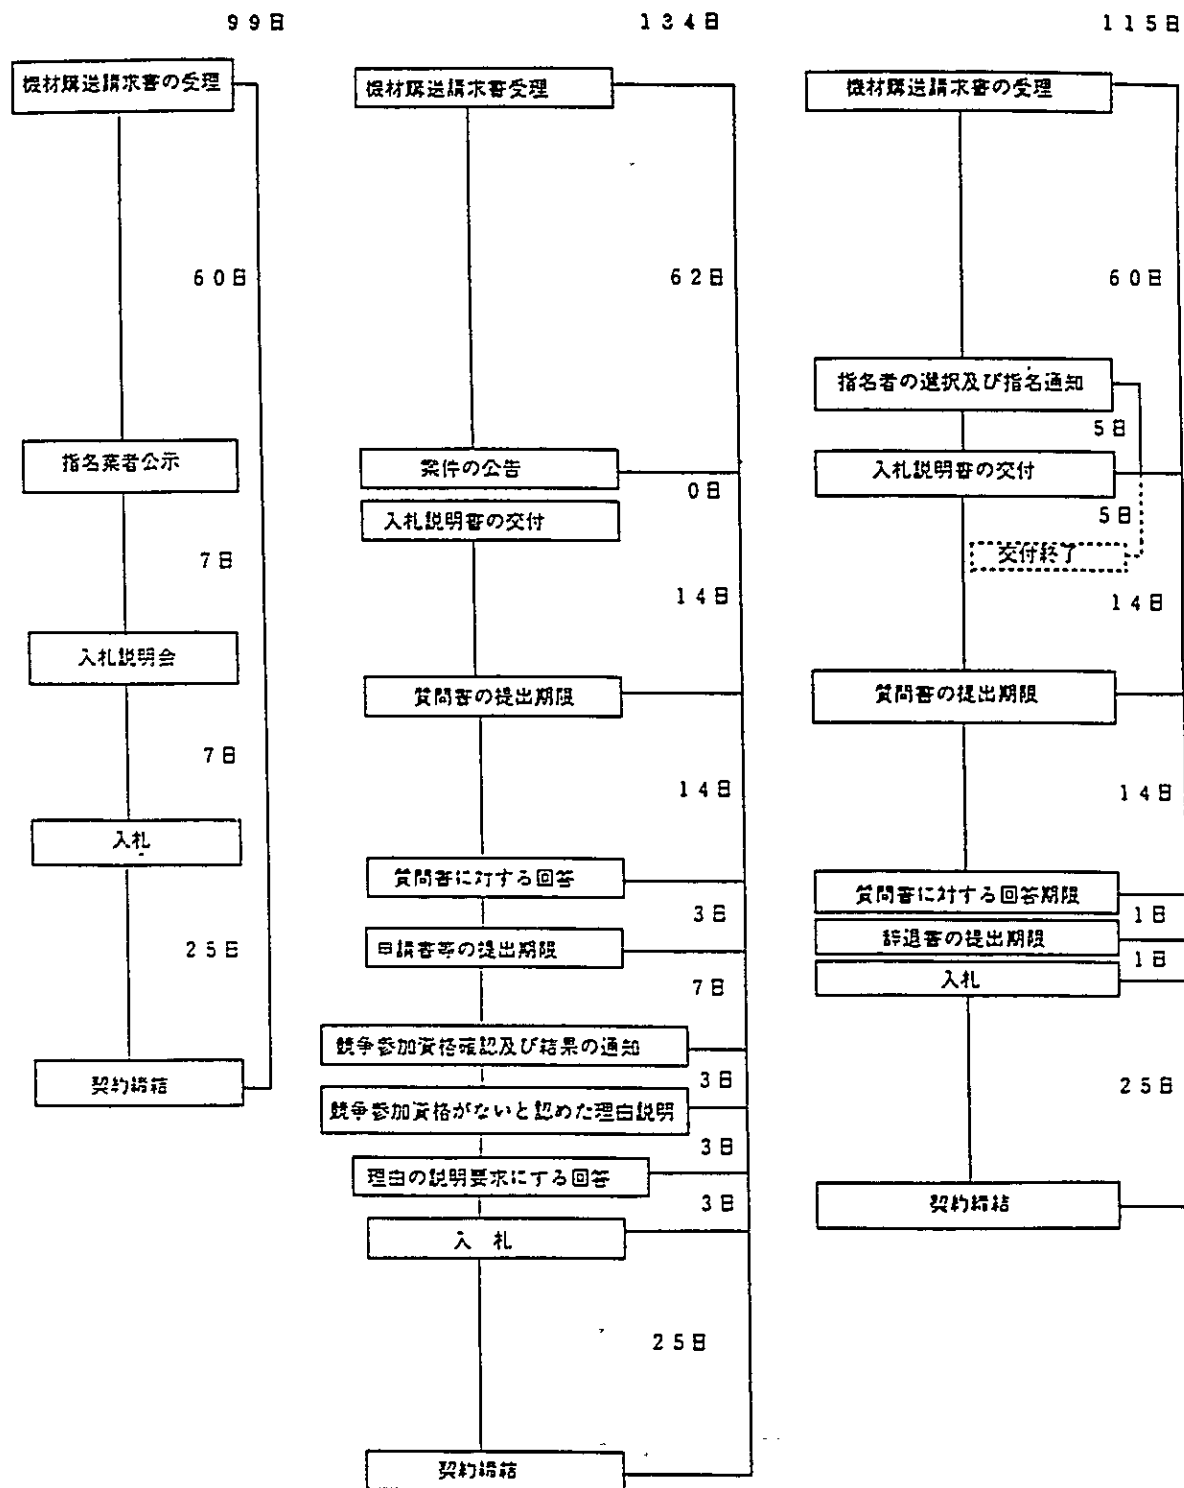 99日
機材購送請求書の受理
60日
指名業者公示
7日
入札説明会
7日
入札
25日
契約締結
134日
機材購送請求書受理
62日
案件の公告
0日
入札説明書の交付
14日
質問書の提出期限
14日
質問書に対する回答
3日
申請書等の提出期限
7日
競争参加資格確認及び結果の通知
3日
競争参加資格がないと認めた理由説明
3日
理由の説明要求にする回答
3日
入札
25日
契約締結
115日
機材購送請求書の受理
60日
指名者の選択及び指名通知
5日
入札説明書の交付
5日
交付終了
14日
質問書の提出期限
14日
質問書に対する回答期限
1日
辞退書の提出期限
1日
入札
25日
契約締結